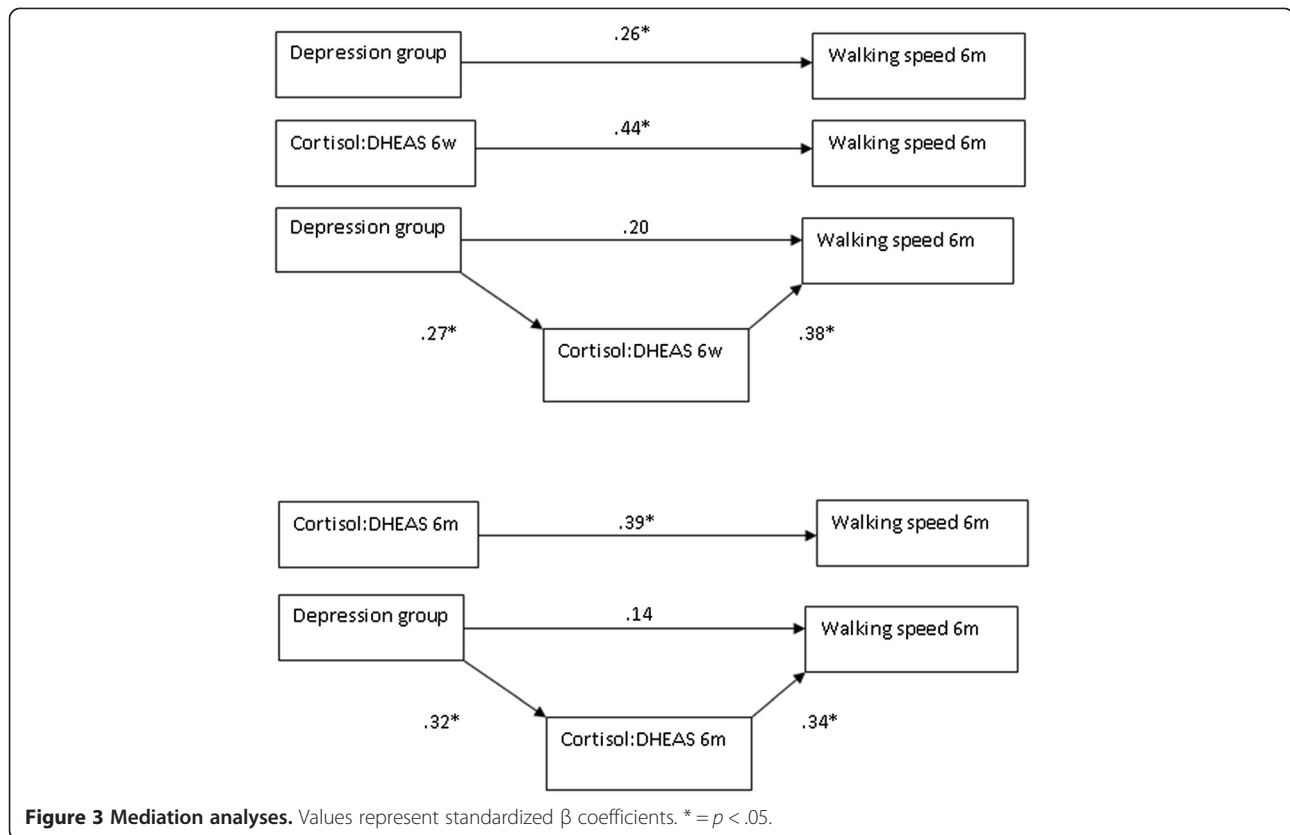 .26*
Depression group
Walking speed 6m
.44*
Cortisol:DHEAS 6w
Walking speed 6m
Depression group
.20
Walking speed 6m
.27*
.38*
Cortisol:DHEAS 6w
Cortisol:DHEAS 6m
.39*
Walking speed 6m
Depression group
.14
Walking speed 6m
.32*
.34*
Cortisol:DHEAS 6m
Figure 3 Mediation analyses. Values represent standardized β coefficients. * = p < .05.